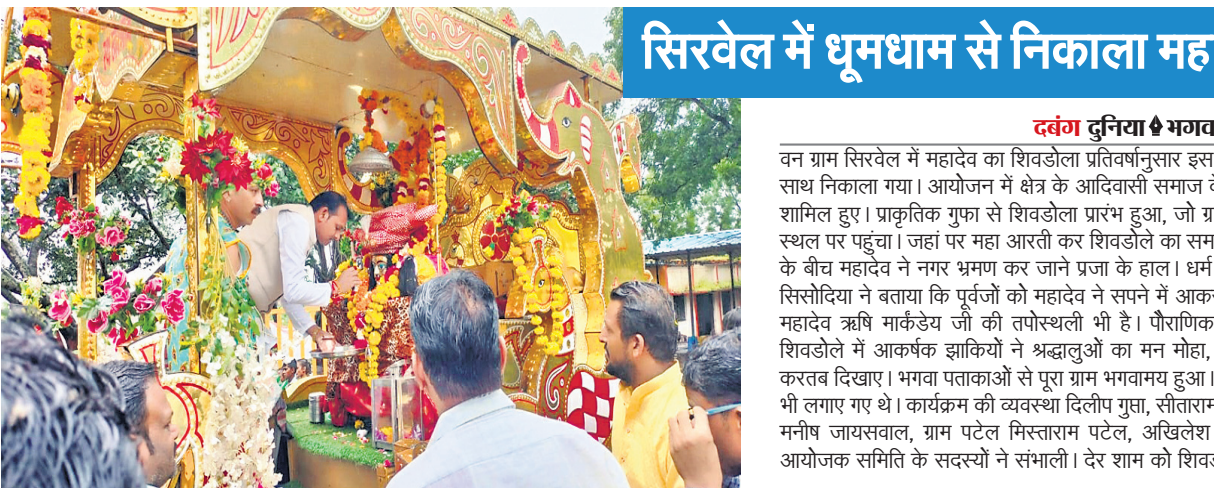 सिरवेल में धूमधाम से निकाला मह
दबंग दुनिया भगव
वन ग्राम सिरवेल में महादेव का शिवडोला प्रतिवर्षानुसार इस
साथ निकाला गया। आयोजन में क्षेत्र के आदिवासी समाज के
शामिल हुए। प्राकृतिक गुफा से शिवडोला प्रारंभ हुआ, जो ग्र
स्थल पर पहुंचा। जहां पर महा आरती कर शिवडोले का सम
के बीच महादेव ने नगर भ्रमण कर जाने प्रजा के हाल। धर्म
सिसोदिया ने बताया कि पूर्वजों को महादेव ने सपने में आकर
महादेव ऋषि मार्कंडेय जी की तपोस्थली भी है। पौराणिक
शिवडोले में आकर्षक झाकियों ने श्रद्धालुओं का मन मोहा,
करतब दिखाए। भगवा पताकाओं से पूरा ग्राम भगवामय हुआ।
भी लगाए गए थे। कार्यक्रम की व्यवस्था दिलीप गुप्ता, सीताराम
मनीष जायसवाल, ग्राम पटेल मिस्ताराम पटेल, अखिलेश
आयोजक समिति के सदस्यों ने संभाली। देर शाम को शिवड